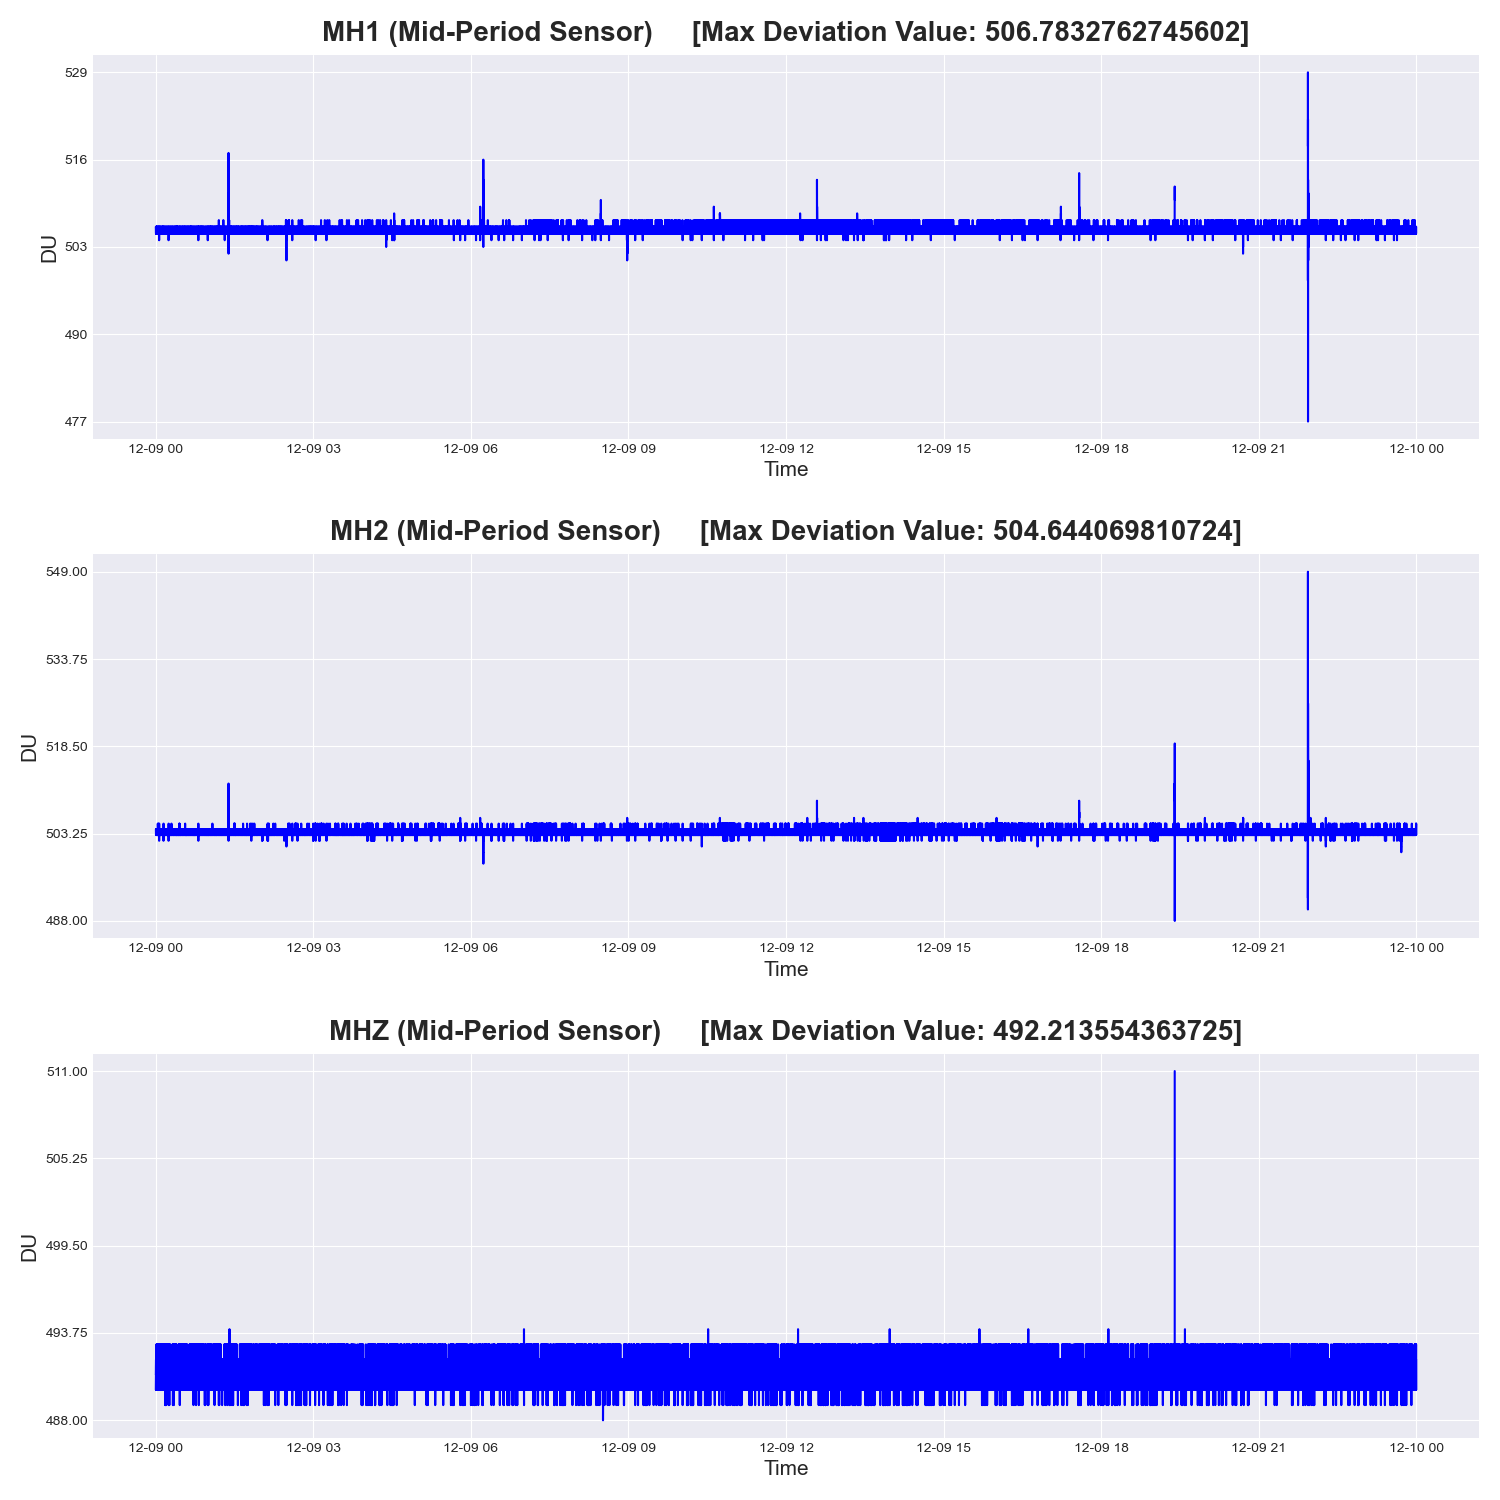 MH1 (Mid-Period Sensor) [Max Deviation Value: 506.7832762745602]
529
516
503
490
477
DU
12-09 00 12-09 03 12-09 06 12-09 09 12-09 12 12-09 15 12-09 18 12-09 21 12-10 00
Time
MH2 (Mid-Period Sensor) [Max Deviation Value: 504.644069810724]
549.00
533.75
518.50
503.25
488.00
DU
12-09 00 12-09 03 12-09 06 12-09 09 12-09 12 12-09 15 12-09 18 12-09 21 12-10 00
Time
MHZ (Mid-Period Sensor) [Max Deviation Value: 492.213554363725]
511.00
505.25
499.50
493.75
488.00
DU
12-09 00 12-09 03 12-09 06 12-09 09 12-09 12 12-09 15 12-09 18 12-09 21 12-10 00
Time